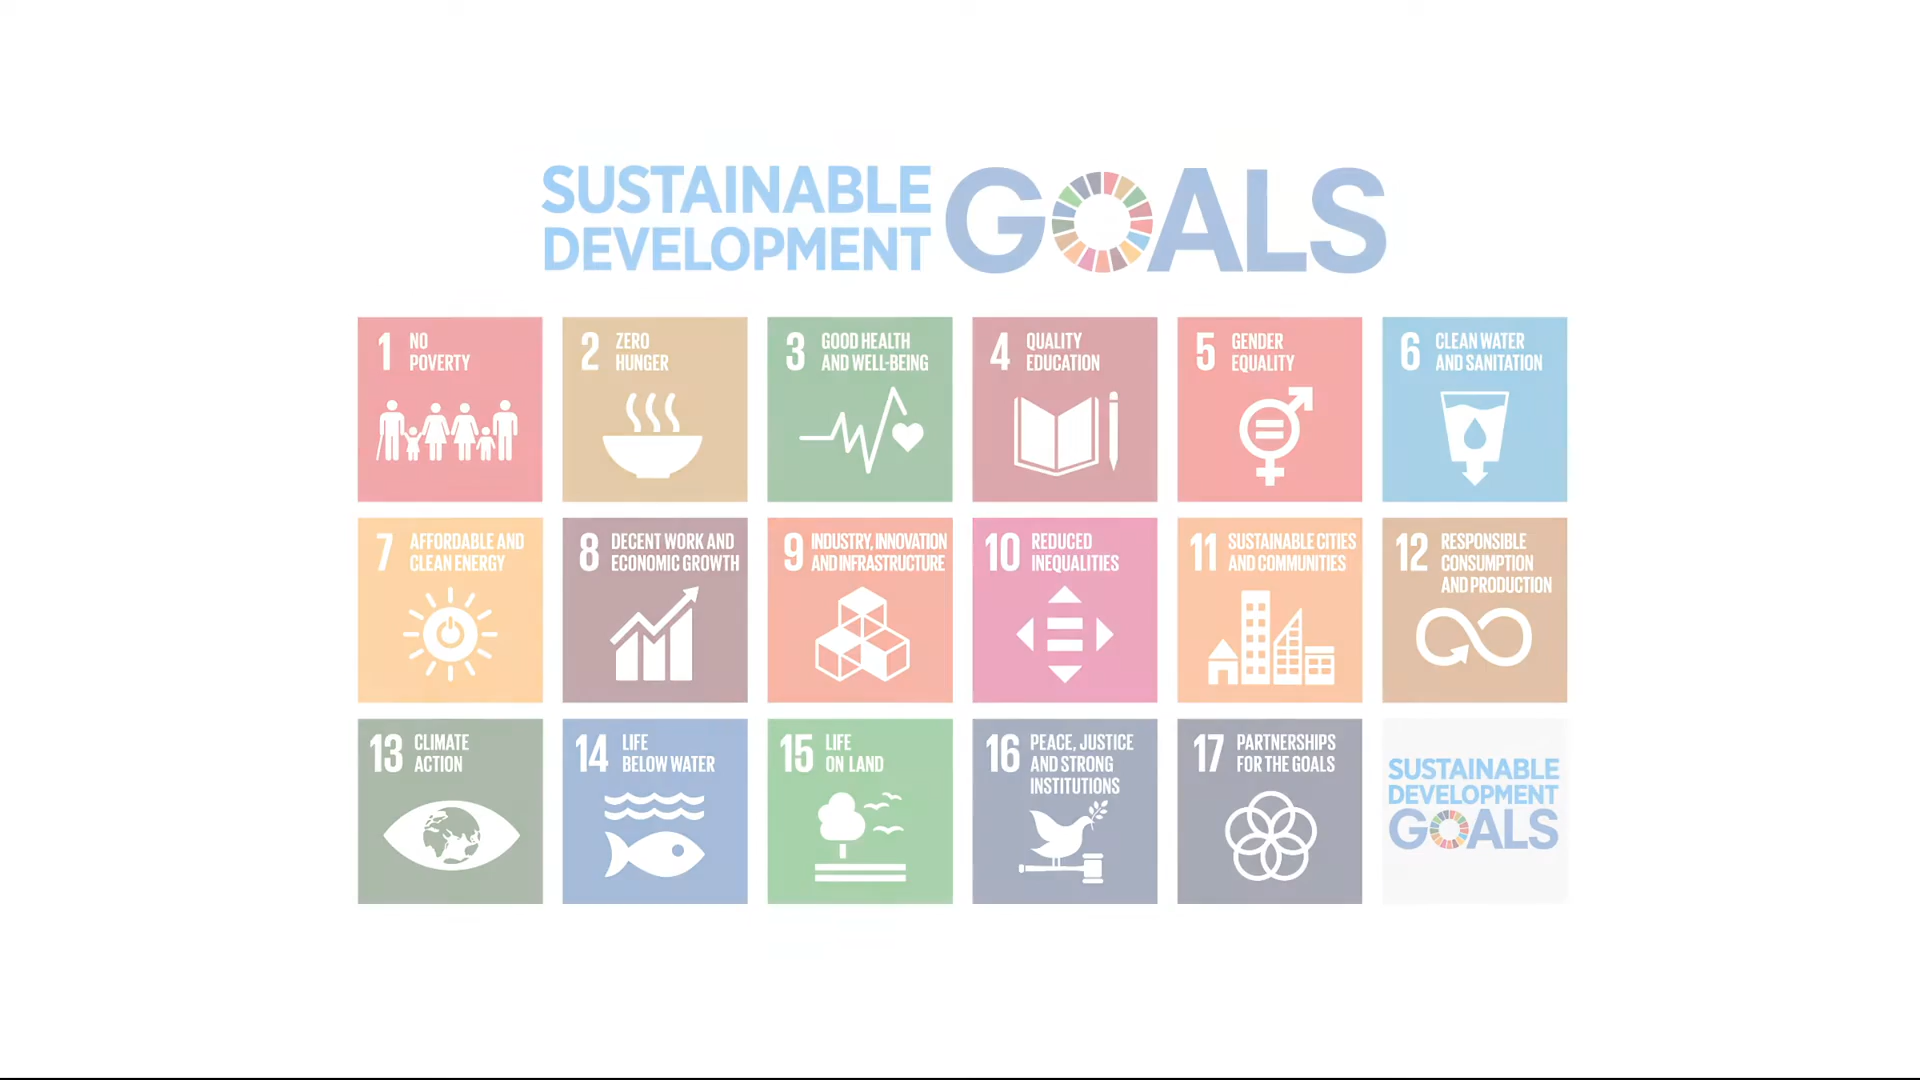 SUSTAINABLE
DEVELOPMENT
GOALS
1 NO
POVERTY
2 ZERO
HUNGER
3 GOOD HEALTH
AND WELL-BEING
4 QUALITY
EDUCATION
5 GENDER
EQUALITY
6 CLEAN WATER
AND SANITATION
7 AFFORDABLE AND
CLEAN ENERGY
8 DECENT WORK AND
ECONOMIC GROWTH
9 INDUSTRY, INNOVATION
AND INFRASTRUCTURE
10 REDUCED
INEQUALITIES
11 SUSTAINABLE CITIES
AND COMMUNITIES
12 RESPONSIBLE
CONSUMPTION
AND PRODUCTION
13 CLIMATE
ACTION
14 LIFE
BELOW WATER
15 LIFE
ON LAND
16 PEACE, JUSTICE
AND STRONG
INSTITUTIONS
17 PARTNERSHIPS
FOR THE GOALS
SUSTAINABLE
DEVELOPMENT
GOALS